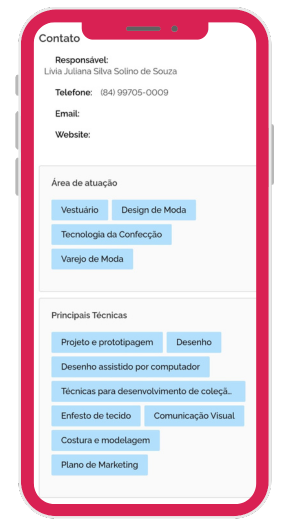 Contato
Responsável:
Lívia Juliana Silva Solino de Souza
Telefone: (84) 99705-0009
Email:
Website:
Área de atuação
Vestuário Design de Moda
Tecnologia da Confecção
Varejo de Moda
Principais Técnicas
Projeto e prototipagem Desenho
Desenho assistido por computador
Técnicas para desenvolvimento de coleçã...
Enfesto de tecido Comunicação Visual
Costura e modelagem
Plano de Marketing